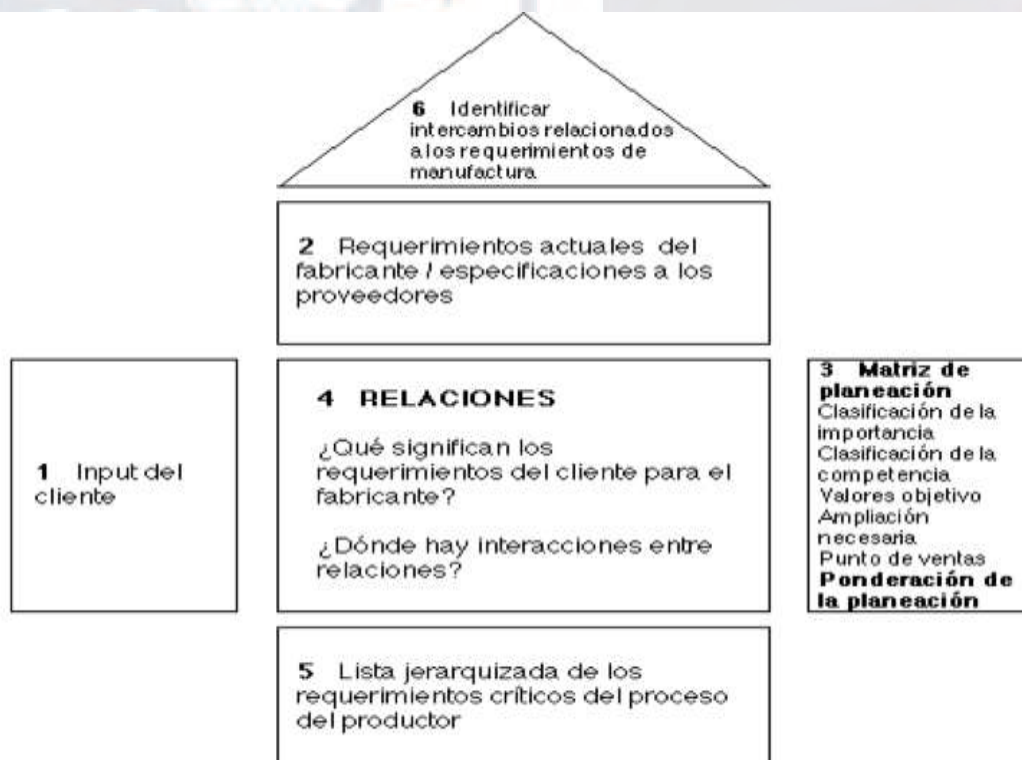 6 Identificar
intercambios relacionados
a los requerimientos de
manufactura
2 Requerimientos actuales del
fabricante / especificaciones a los
proveedores
1 Input del
cliente
4 RELACIONES
¿Qué significan los
requerimientos del cliente para el
fabricante?
¿Dónde hay interacciones entre
relaciones?
3 Matriz de
planeación
Clasificación de la
importancia
Clasificación de la
competencia
Valores objetivo
Ampliación
necesaria
Punto de ventas
Ponderación de
la planeación
5 Lista jerarquizada de los
requerimientos críticos del proceso
del productor